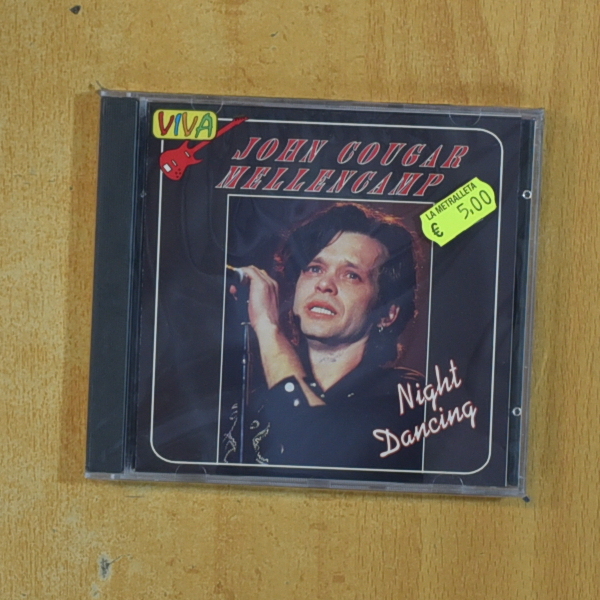 VIVA
JOHN COUGAR
MELLENCAMP
LA METRALLETA
€ 5,00
Night
Dancing